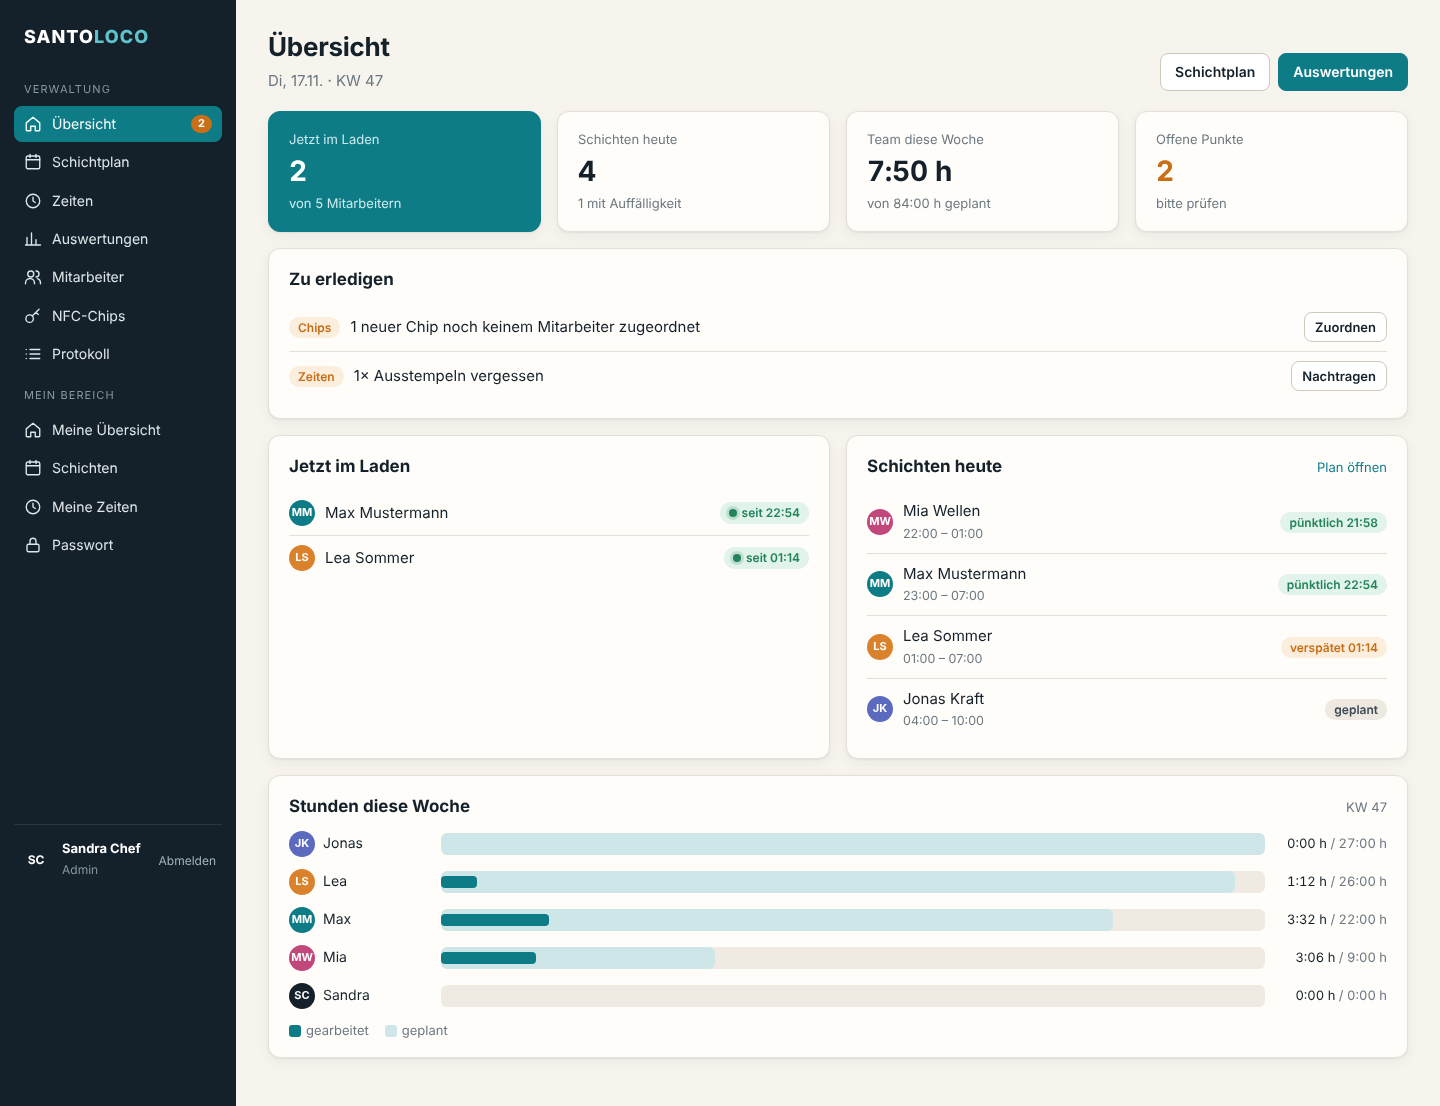 SANTOLOCO
VERWALTUNG
Übersicht 2
Schichtplan
Zeiten
Auswertungen
Mitarbeiter
NFC-Chips
Protokoll
MEIN BEREICH
Meine Übersicht
Schichten
Meine Zeiten
Passwort
SC Sandra Chef
Admin
Abmelden
Übersicht
Di, 17.11. · KW 47
Schichtplan Auswertungen
Jetzt im Laden
2
von 5 Mitarbeitern
Schichten heute
4
1 mit Auffälligkeit
Team diese Woche
7:50 h
von 84:00 h geplant
Offene Punkte
2
bitte prüfen
Zu erledigen
Chips 1 neuer Chip noch keinem Mitarbeiter zugeordnet Zuordnen
Zeiten 1× Ausstempeln vergessen Nachtragen
Jetzt im Laden
MM Max Mustermann seit 22:54
LS Lea Sommer seit 01:14
Schichten heute Plan öffnen
MW Mia Wellen pünktlich 21:58
22:00 – 01:00
MM Max Mustermann pünktlich 22:54
23:00 – 07:00
LS Lea Sommer verspätet 01:14
01:00 – 07:00
JK Jonas Kraft geplant
04:00 – 10:00
Stunden diese Woche KW 47
JK Jonas 0:00 h / 27:00 h
LS Lea 1:12 h / 26:00 h
MM Max 3:32 h / 22:00 h
MW Mia 3:06 h / 9:00 h
SC Sandra 0:00 h / 0:00 h
gearbeitet geplant